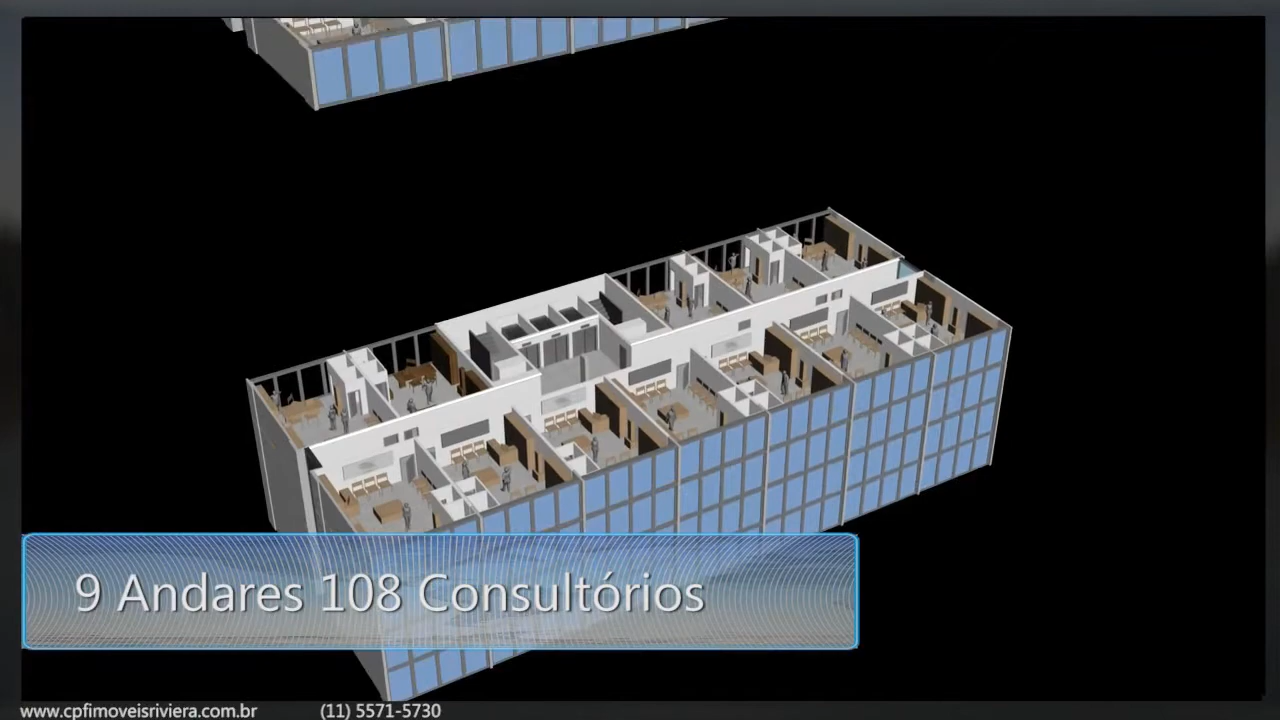 9 Andares 108 Consultórios
www.cpfimoveisriviera.com.br (11) 5571-5730